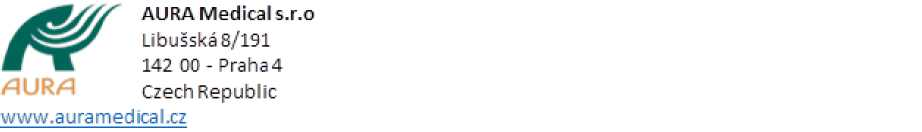 AURA Medical s.r.o
Libušská 8/191
142 00 - Praha 4
Czech Republic
AURA
www.auramedical.cz